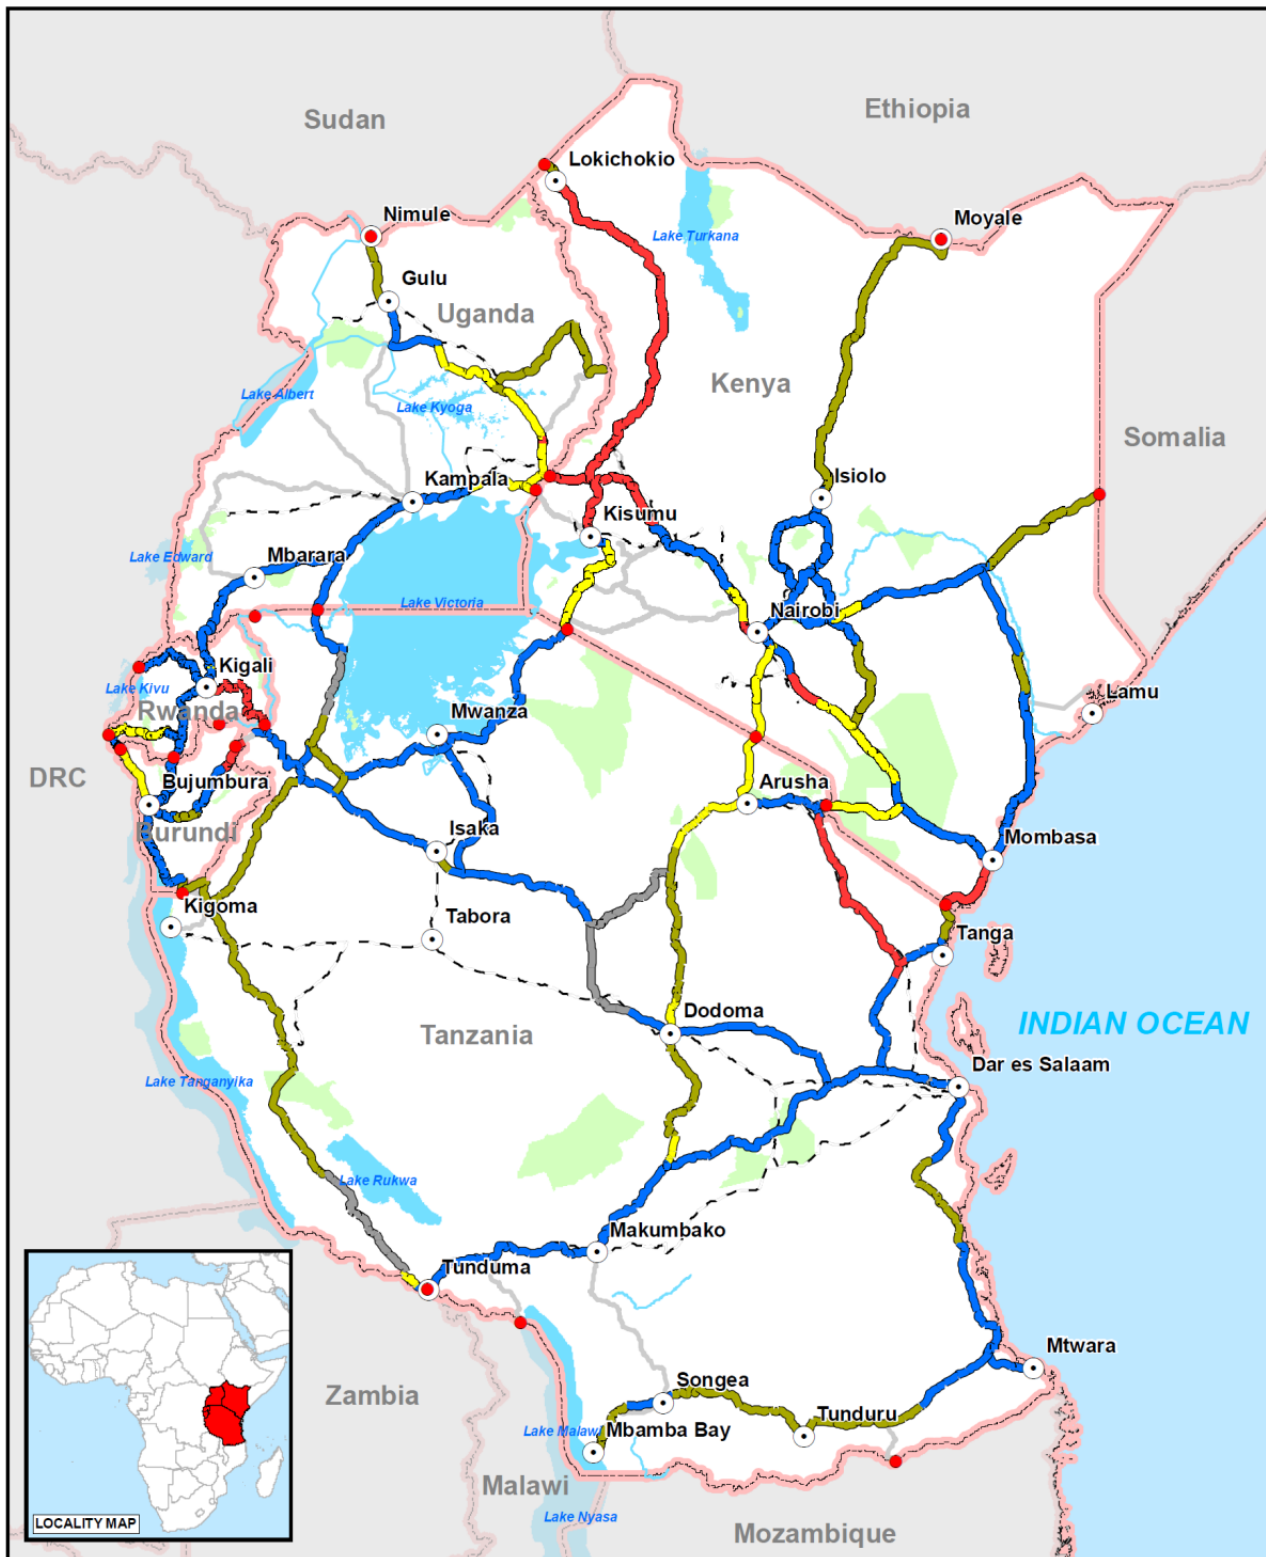 Sudan
Ethiopia
Lokichokio
Nimule
Moyale
Lake Turkana
Gulu
Uganda
Kenya
Lake Albert
Lake Kyoga
Somalia
Kampala
Isiolo
Kisumu
Lake Edward
Mbarara
Lake Victoria
Nairobi
Kigali
Lake Kivu
Rwanda
Mwanza
Lamu
DRC
Bujumbura
Arusha
Burundi
Isaka
Mombasa
Kigoma
Tabora
Tanga
Dodoma
INDIAN OCEAN
Tanzania
Dar es Salaam
Lake Tanganyika
Lake Rukwa
Makumbako
Tunduma
Mtwara
Songea
Zambia
Tunduru
Lake Malawi
Mbamba Bay
Malawi
Lake Nyasa
LOCALITY MAP
Mozambique